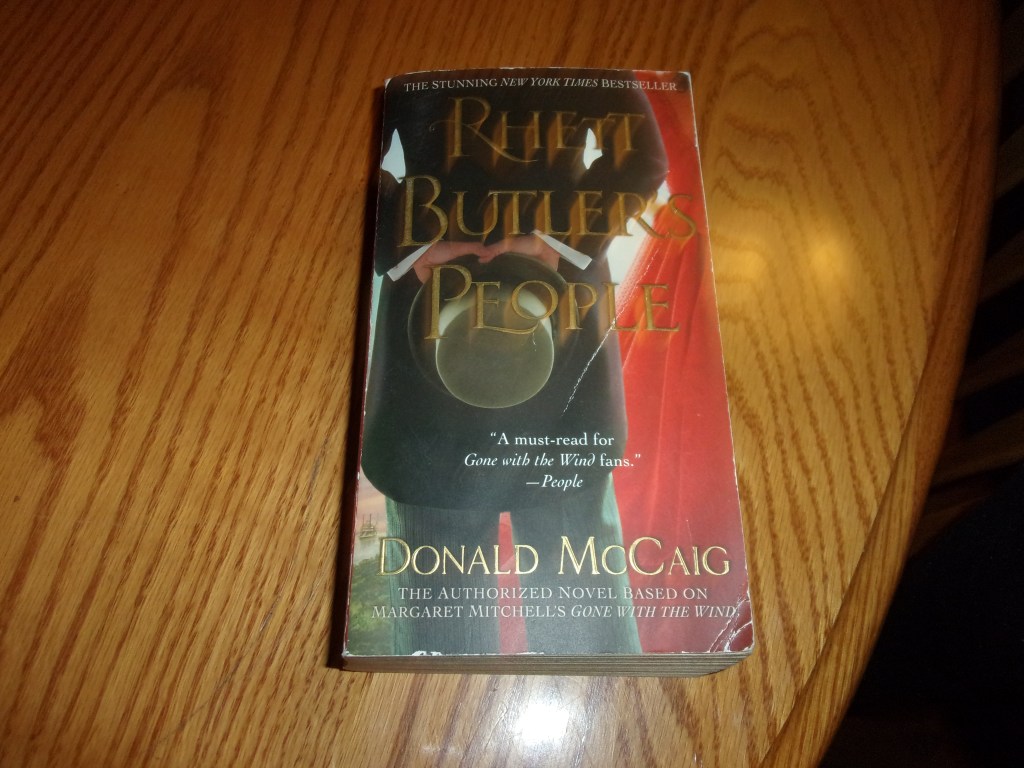 THE STUNNING NEW YORK TIMES BESTSELLER
RHETT
BUTLER'S
PEOPLE
"A must-read for
Gone with the Wind fans."
—People
DONALD MCCAIG
THE AUTHORIZED NOVEL BASED ON
MARGARET MITCHELL'S GONE WITH THE WIND